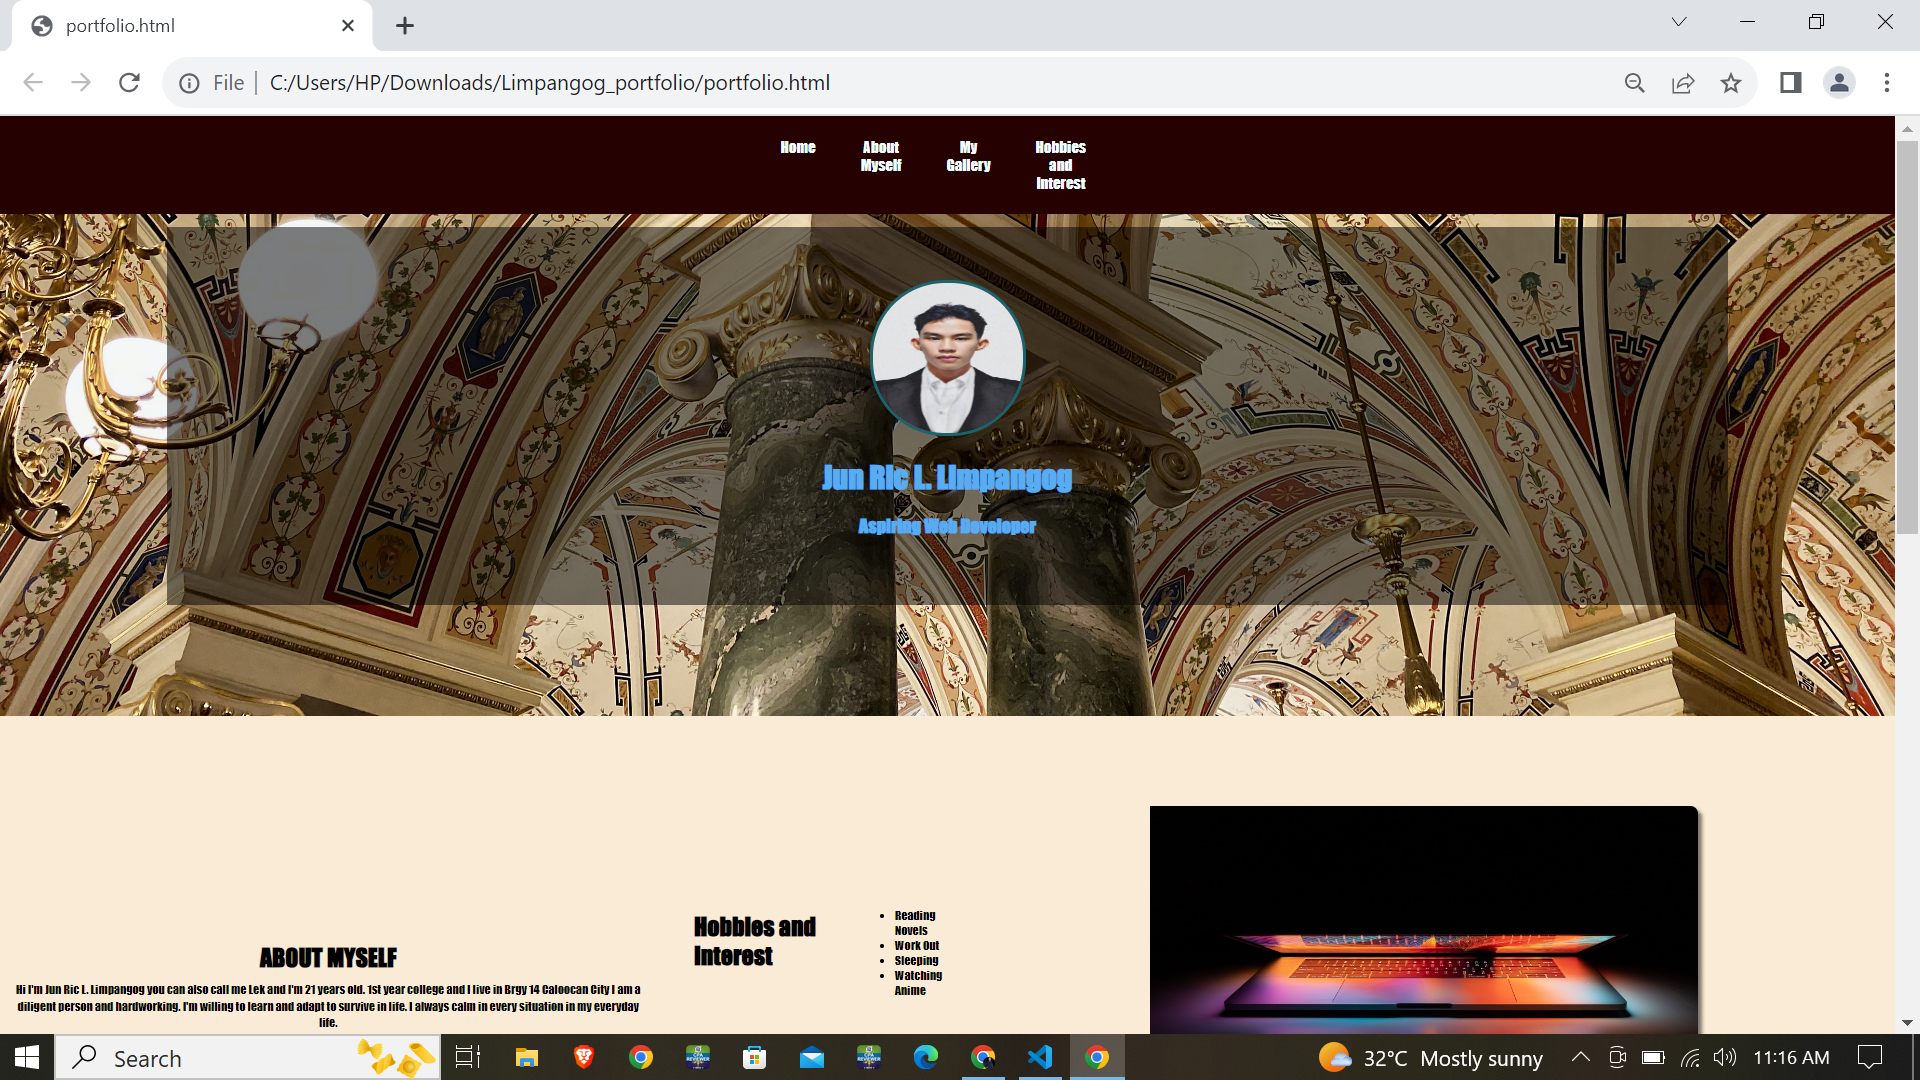 portfolio.html
File
C:/Users/HP/Downloads/Limpangog_portfolio/portfolio.html
Home
About
Myself
My
Gallery
Hobbies
and
Interest
Jun Ric L. Limpangog
Aspiring Web Developer
ABOUT MYSELF
Hi I'm Jun Ric L. Limpangog you can also call me Lek and I'm 21 years old. 1st year college and I live in Brgy 14 Caloocan City I am a
diligent person and hardworking. I'm willing to learn and adapt to survive in life. I always calm in every situation in my everyday
life.
Hobbies and
Interest
• Reading
Novels
• Work Out
• Sleeping
• Watching
Anime
Search
32°C Mostly sunny
11:16 AM